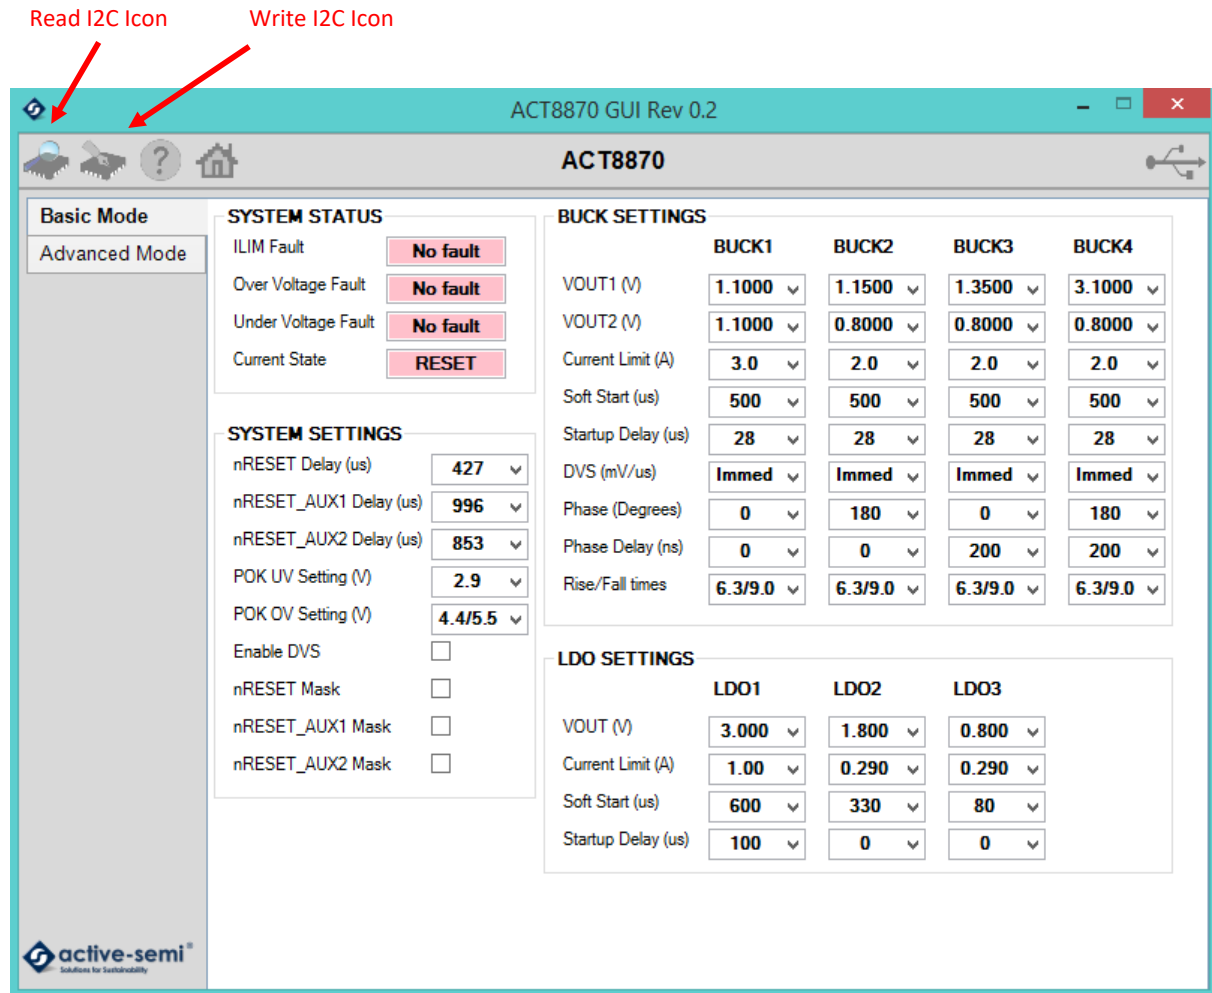 Read I2C Icon Write I2C Icon
ACT8870 GUI Rev 0.2
? ACT8870
Basic Mode
Advanced Mode
SYSTEM STATUS
ILIM Fault No fault
Over Voltage Fault No fault
Under Voltage Fault No fault
Current State RESET
SYSTEM SETTINGS
nRESET Delay (us) 427
nRESET_AUX1 Delay (us) 996
nRESET_AUX2 Delay (us) 853
POK UV Setting (V) 2.9
POK OV Setting (V) 4.4/5.5
Enable DVS
nRESET Mask
nRESET_AUX1 Mask
nRESET_AUX2 Mask
BUCK SETTINGS
BUCK1 BUCK2 BUCK3 BUCK4
VOUT1 (V) 1.1000 1.1500 1.3500 3.1000
VOUT2 (V) 1.1000 0.8000 0.8000 0.8000
Current Limit (A) 3.0 2.0 2.0 2.0
Soft Start (us) 500 500 500 500
Startup Delay (us) 28 28 28 28
DVS (mV/us) Immed Immed Immed Immed
Phase (Degrees) 0 180 0 180
Phase Delay (ns) 0 0 200 200
Rise/Fall times 6.3/9.0 6.3/9.0 6.3/9.0 6.3/9.0
LDO SETTINGS
LDO1 LDO2 LDO3
VOUT (V) 3.000 1.800 0.800
Current Limit (A) 1.00 0.290 0.290
Soft Start (us) 600 330 80
Startup Delay (us) 100 0 0
active-semi®
Solutions for Sustainability